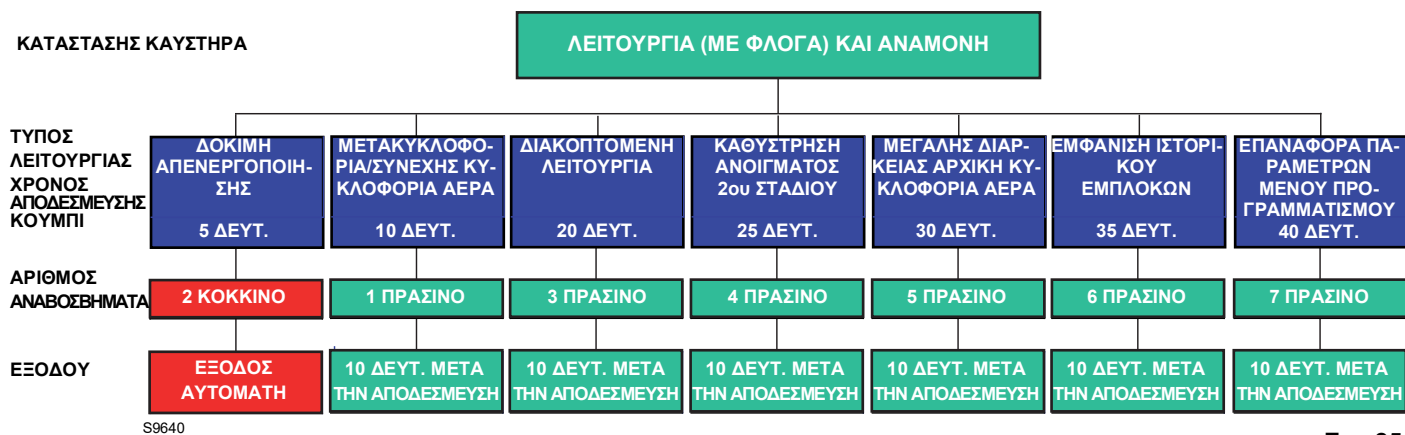 ΚΑΤΑΣΤΑΣΗΣ ΚΑΥΣΤΗΡΑ
ΛΕΙΤΟΥΡΓΙΑ (ΜΕ ΦΛΟΓΑ) ΚΑΙ ΑΝΑΜΟΝΗ
ΤΥΠΟΣ
ΛΕΙΤΟΥΡΓΙΑΣ
ΧΡΟΝΟΣ
ΑΠΟΔΕΣΜΕΥΣΗΣ
ΚΟΥΜΠΙ
ΔΟΚΙΜΗ
ΑΠΕΝΕΡΓΟΠΟΙΗ-
ΣΗΣ
5 ΔΕΥΤ.
ΜΕΤΑΚΥΚΛΟΦΟ-
ΡΙΑ/ΣΥΝΕΧΗΣ ΚΥ-
ΚΛΟΦΟΡΙΑ ΑΕΡΑ
10 ΔΕΥΤ.
ΔΙΑΚΟΠΤΟΜΕΝΗ
ΛΕΙΤΟΥΡΓΙΑ
20 ΔΕΥΤ.
ΚΑΘΥΣΤΡΗΣΗ
ΑΝΟΙΓΜΑΤΟΣ
2ου ΣΤΑΔΙΟΥ
25 ΔΕΥΤ.
ΜΕΓΑΛΗΣ ΔΙΑΡ-
ΚΕΙΑΣ ΑΡΧΙΚΗ ΚΥ-
ΚΛΟΦΟΡΙΑ ΑΕΡΑ
30 ΔΕΥΤ.
ΕΜΦΑΝΙΣΗ ΙΣΤΟΡΙ-
ΚΟΥ
ΕΜΠΛΟΚΩΝ
35 ΔΕΥΤ.
ΕΠΑΝΑΦΟΡΑ ΠΑ-
ΡΑΜΕΤΡΩΝ
ΜΕΝΟΥ ΠΡΟ-
ΓΡΑΜΜΑΤΙΣΜΟΥ
40 ΔΕΥΤ.
ΑΡΙΘΜΟΣ
ΑΝΑΒΟΣΒΗΜΑΤΑ
2 ΚΟΚΚΙΝΟ
1 ΠΡΑΣΙΝΟ
3 ΠΡΑΣΙΝΟ
4 ΠΡΑΣΙΝΟ
5 ΠΡΑΣΙΝΟ
6 ΠΡΑΣΙΝΟ
7 ΠΡΑΣΙΝΟ
ΕΞΟΔΟΥ
ΕΞΟΔΟΣ
ΑΥΤΟΜΑΤΗ
10 ΔΕΥΤ. ΜΕΤΑ
ΤΗΝ ΑΠΟΔΕΣΜΕΥΣΗ
10 ΔΕΥΤ. ΜΕΤΑ
ΤΗΝ ΑΠΟΔΕΣΜΕΥΣΗ
10 ΔΕΥΤ. ΜΕΤΑ
ΤΗΝ ΑΠΟΔΕΣΜΕΥΣΗ
10 ΔΕΥΤ. ΜΕΤΑ
ΤΗΝ ΑΠΟΔΕΣΜΕΥΣΗ
10 ΔΕΥΤ. ΜΕΤΑ
ΤΗΝ ΑΠΟΔΕΣΜΕΥΣΗ
10 ΔΕΥΤ. ΜΕΤΑ
ΤΗΝ ΑΠΟΔΕΣΜΕΥΣΗ
S9640